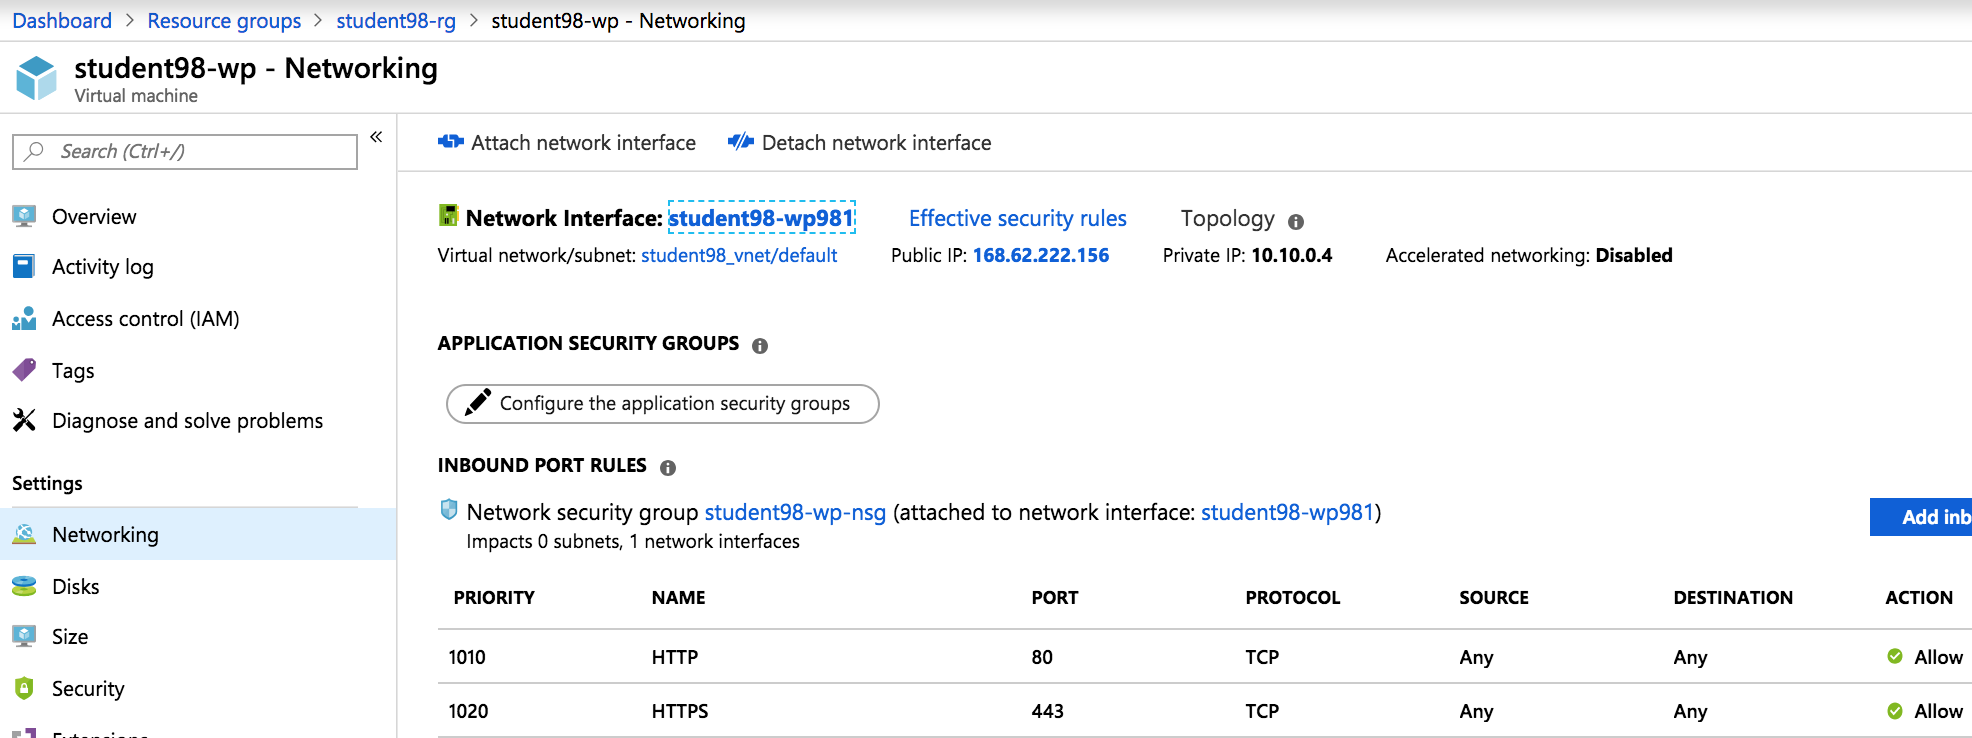 Dashboard > Resource groups > student98-rg > student98-wp - Networking
student98-wp - Networking
Virtual machine
Search (Ctrl+/)
«
Overview
Activity log
Access control (IAM)
Tags
Diagnose and solve problems
Settings
Networking
Disks
Size
Security
Extensions
Attach network interface Detach network interface
Network Interface: student98-wp981 Effective security rules Topology
Virtual network/subnet: student98_vnet/default Public IP: 168.62.222.156 Private IP: 10.10.0.4 Accelerated networking: Disabled
APPLICATION SECURITY GROUPS
Configure the application security groups
INBOUND PORT RULES
Network security group student98-wp-nsg (attached to network interface: student98-wp981)
Impacts 0 subnets, 1 network interfaces
Add inb
PRIORITY NAME PORT PROTOCOL SOURCE DESTINATION ACTION
1010 HTTP 80 TCP Any Any Allow
1020 HTTPS 443 TCP Any Any Allow